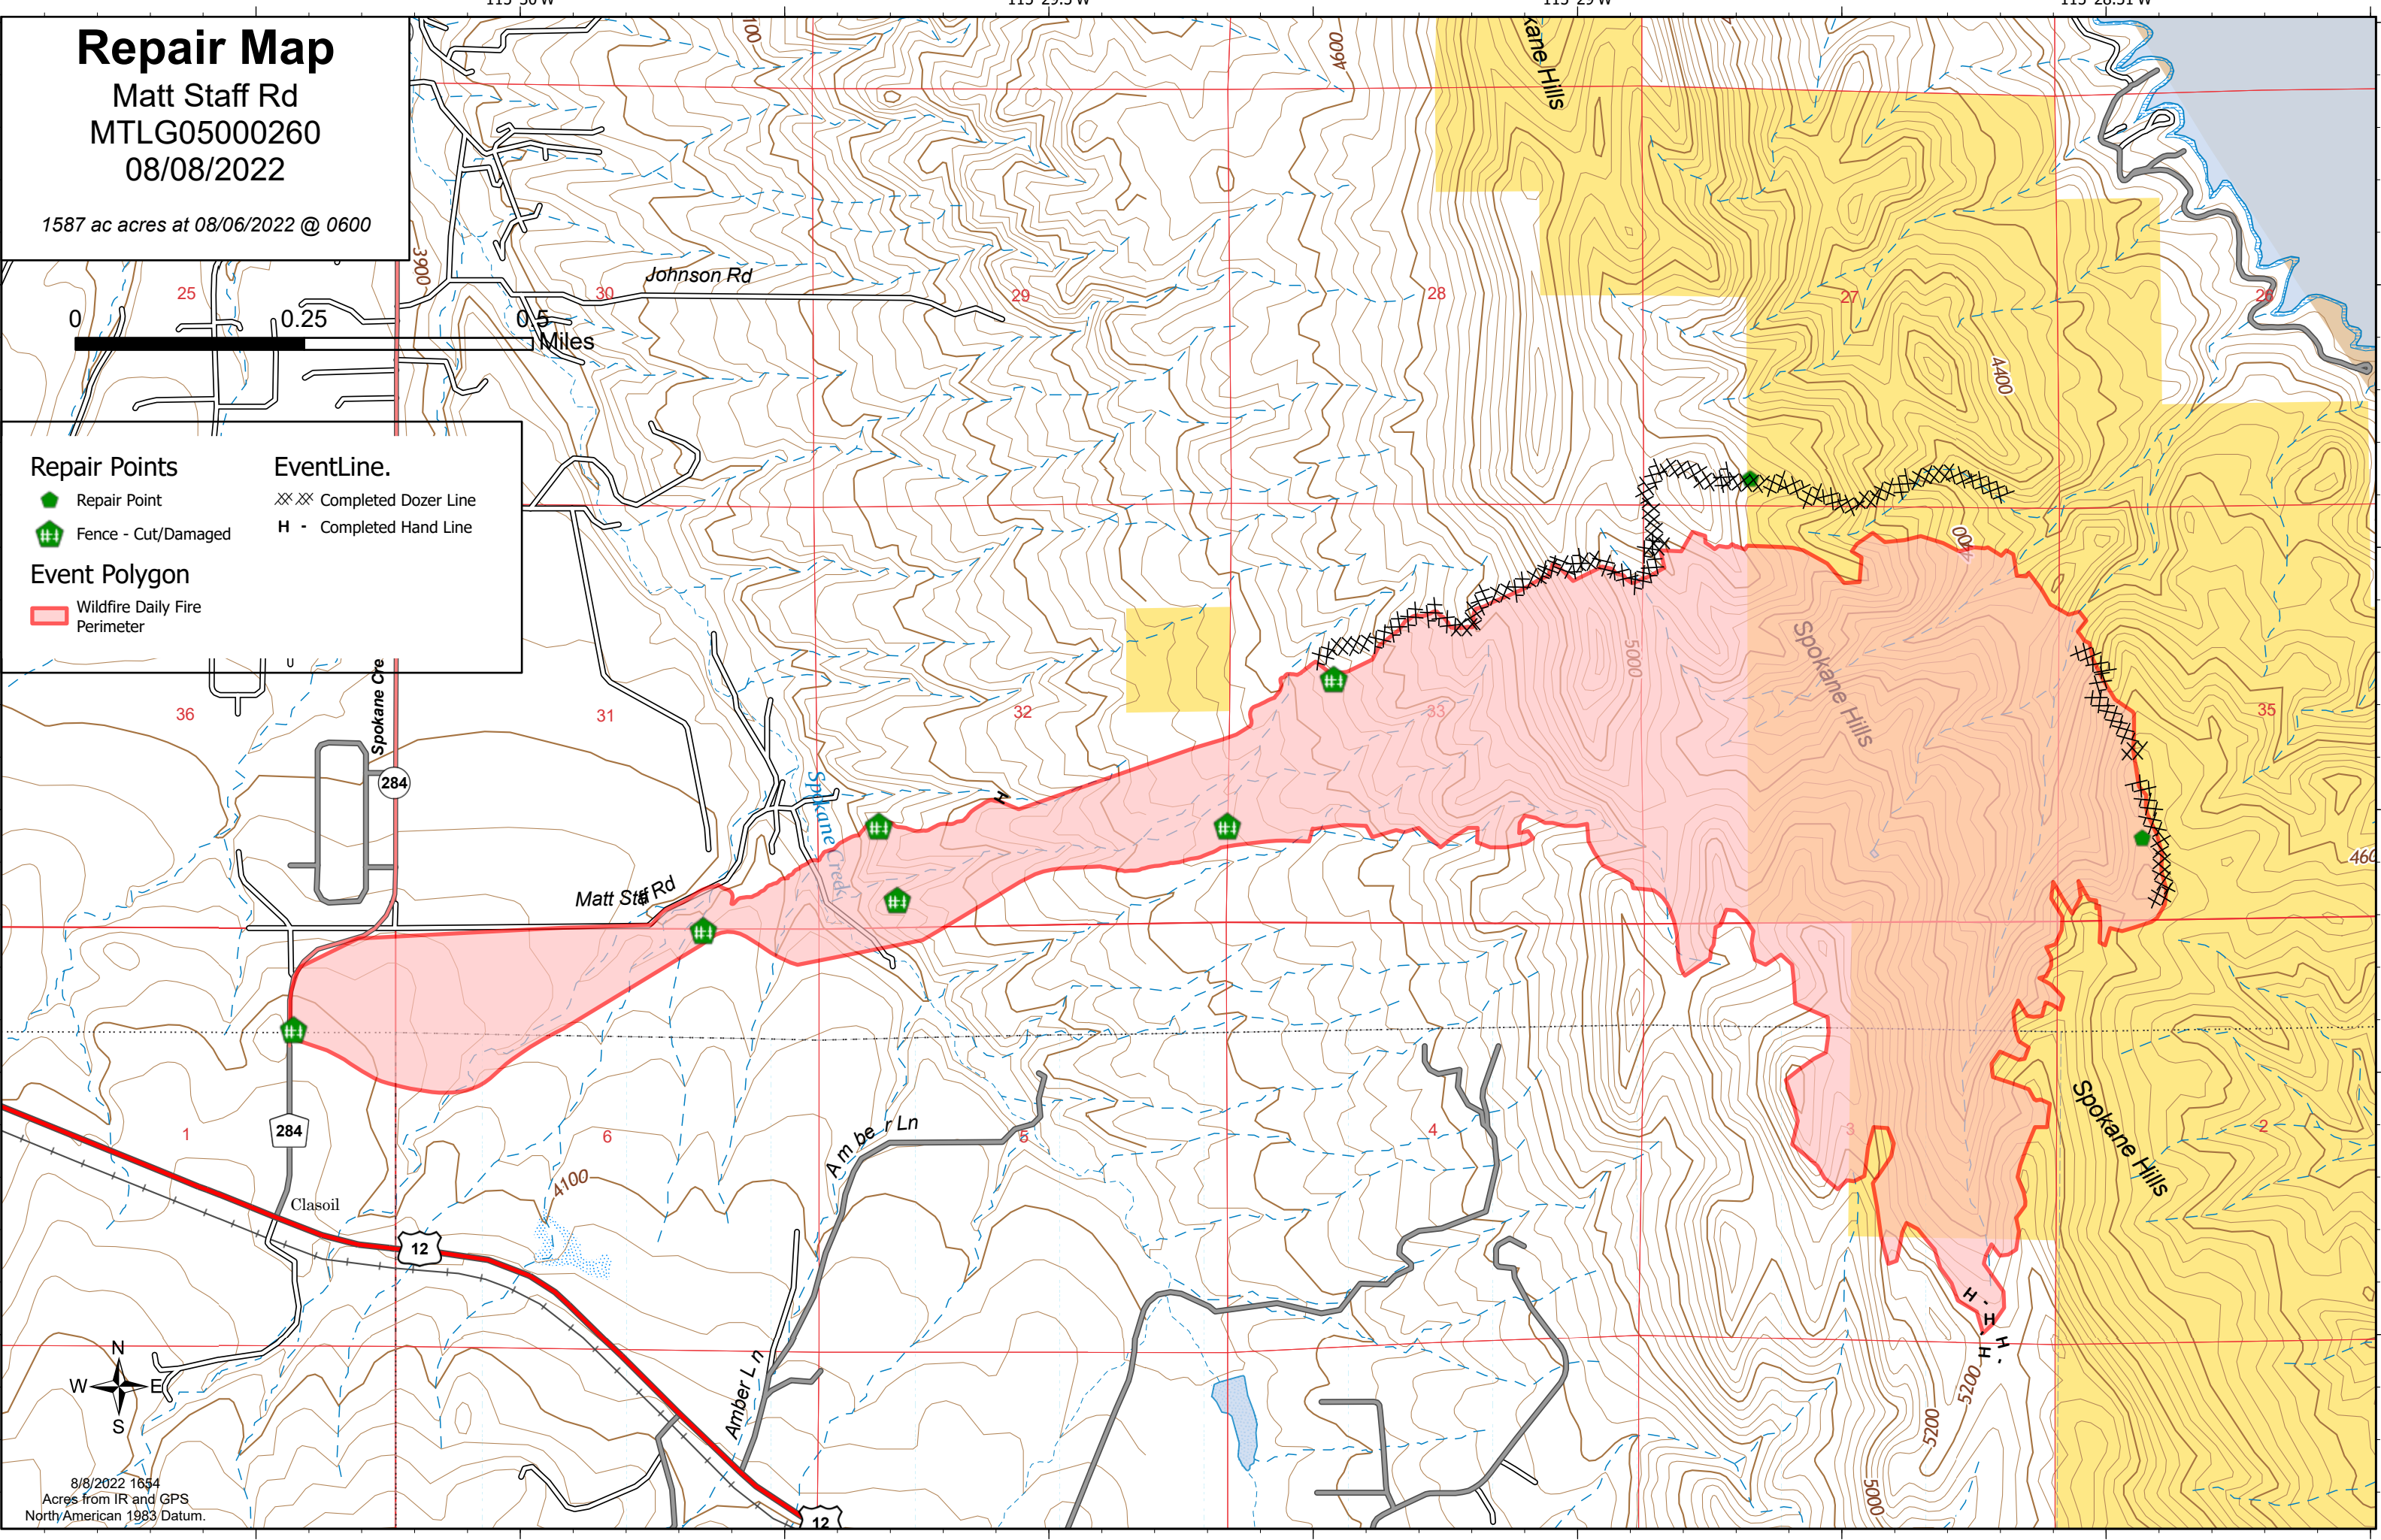 Repair Map
Matt Staff Rd
MTLG05000260
08/08/2022
1587 ac acres at 08/06/2022 @ 0600
3900
4600
Spokane Hills
Johnson Rd
25
30
29
28
27
26
0 0.25 0.5
Miles
4400
Repair Points
Repair Point
Fence - Cut/Damaged
Event Polygon
Wildfire Daily Fire
Perimeter
EventLine.
Completed Dozer Line
H - Completed Hand Line
Spokane Cre
284
36
31
32
33
35
5000
Spokane Hills
Spokane Creek
H
Matt Staff Rd
460
1
6
5
4
3
2
284
Amber Ln
4100
Clasoil
12
Spokane Hills
H - H
H -
H
5200
5200
5000
N
W E
S
Amber Ln
12
8/8/2022 1654
Acres from IR and GPS
North American 1983 Datum.